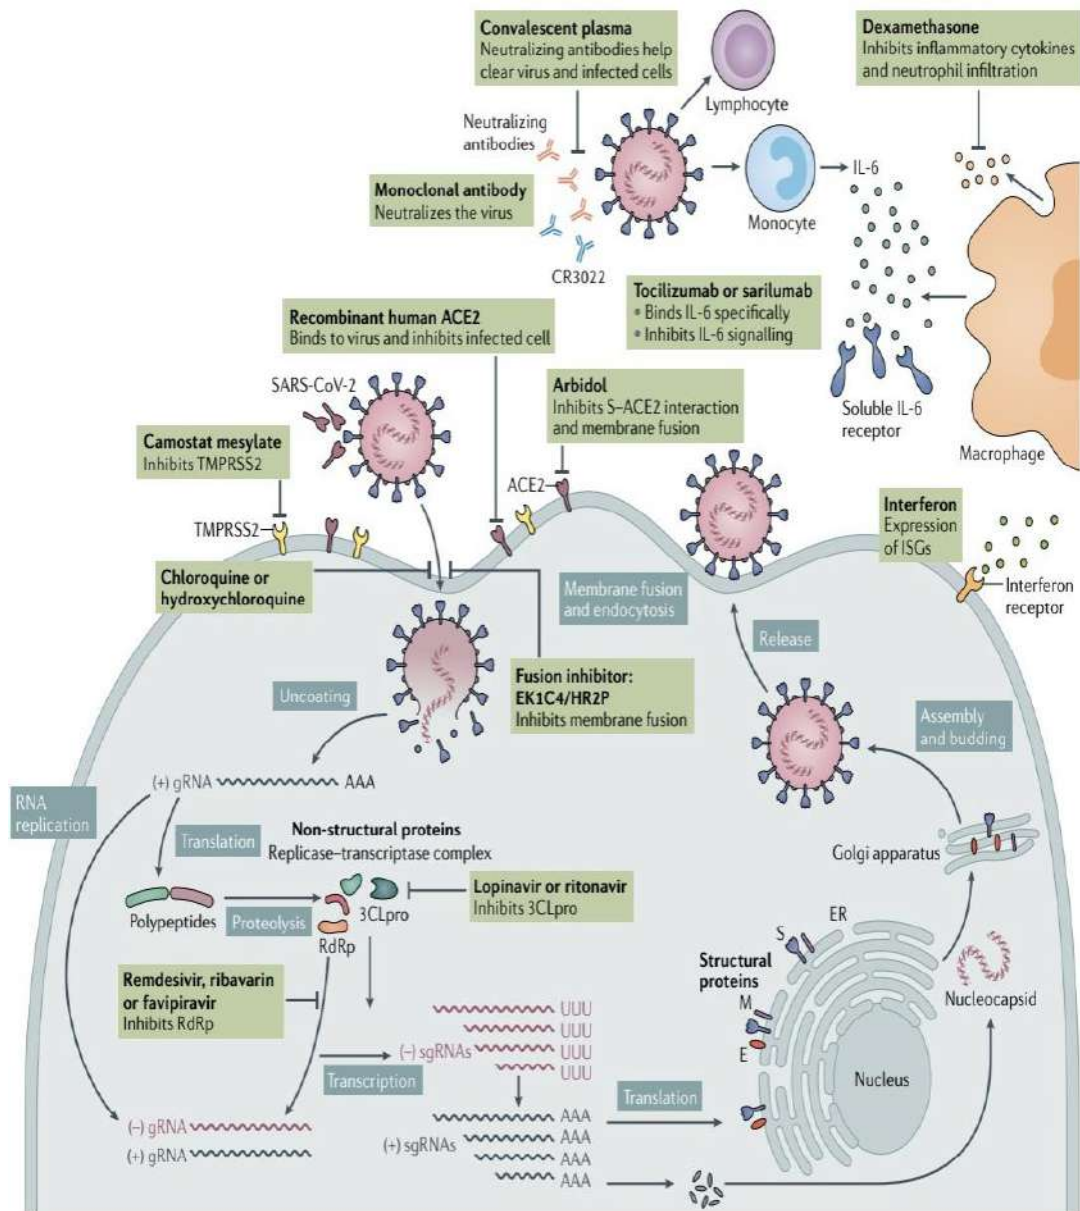 Convalescent plasma
Neutralizing antibodies help
clear virus and infected cells
Dexamethasone
Inhibits inflammatory cytokines
and neutrophil infiltration
Lymphocyte
Neutralizing
antibodies
IL-6
Monoclonal antibody
Neutralizes the virus
Monocyte
CR3022
Tocilizumab or sarilumab
• Binds IL-6 specifically
• Inhibits IL-6 signalling
Recombinant human ACE2
Binds to virus and inhibits infected cell
SARS-CoV-2
Arbidol
Inhibits S–ACE2 interaction
and membrane fusion
Soluble IL-6
receptor
Macrophage
Camostat mesylate
Inhibits TMPRSS2
ACE2
TMPRSS2
Interferon
Expression
of ISGs
Interferon
receptor
Chloroquine or
hydroxychloroquine
Membrane fusion
and endocytosis
Release
Fusion inhibitor:
EK1C4/HR2P
Inhibits membrane fusion
Uncoating
Assembly
and budding
(+) gRNA
AAA
RNA
replication
Translation
Non-structural proteins
Replicase–transcriptase complex
Golgi apparatus
Polypeptides
Proteolysis
3CLpro
RdRp
Lopinavir or ritonavir
Inhibits 3CLpro
ER
S
Structural
proteins
M
E
Nucleocapsid
Nucleus
Remdesivir, ribavarin
or favipiravir
Inhibits RdRp
UUU
UUU
(–) sgRNAs
UUU
UUU
Transcription
Translation
(–) gRNA
(+) gRNA
AAA
(+) sgRNAs
AAA
AAA
AAA